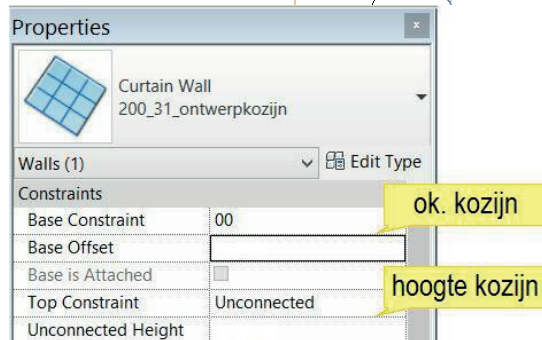 Properties
x
Curtain Wall
200_31_ontwerpkozijn
Walls (1)
Edit Type
Constraints
ok. kozijn
Base Constraint 00
Base Offset
Base is Attached
hoogte kozijn
Top Constraint Unconnected
Unconnected Height